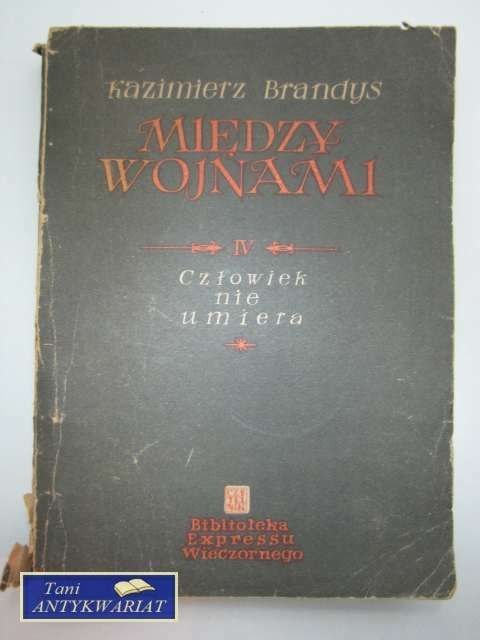 Kazimierz Brandys
MIĘDZY
WOJNAMI
IV
Człowiek
nie
umiera
Biblioteka
Expressu
Wieczornego
Tani
ANTYKWARIAT